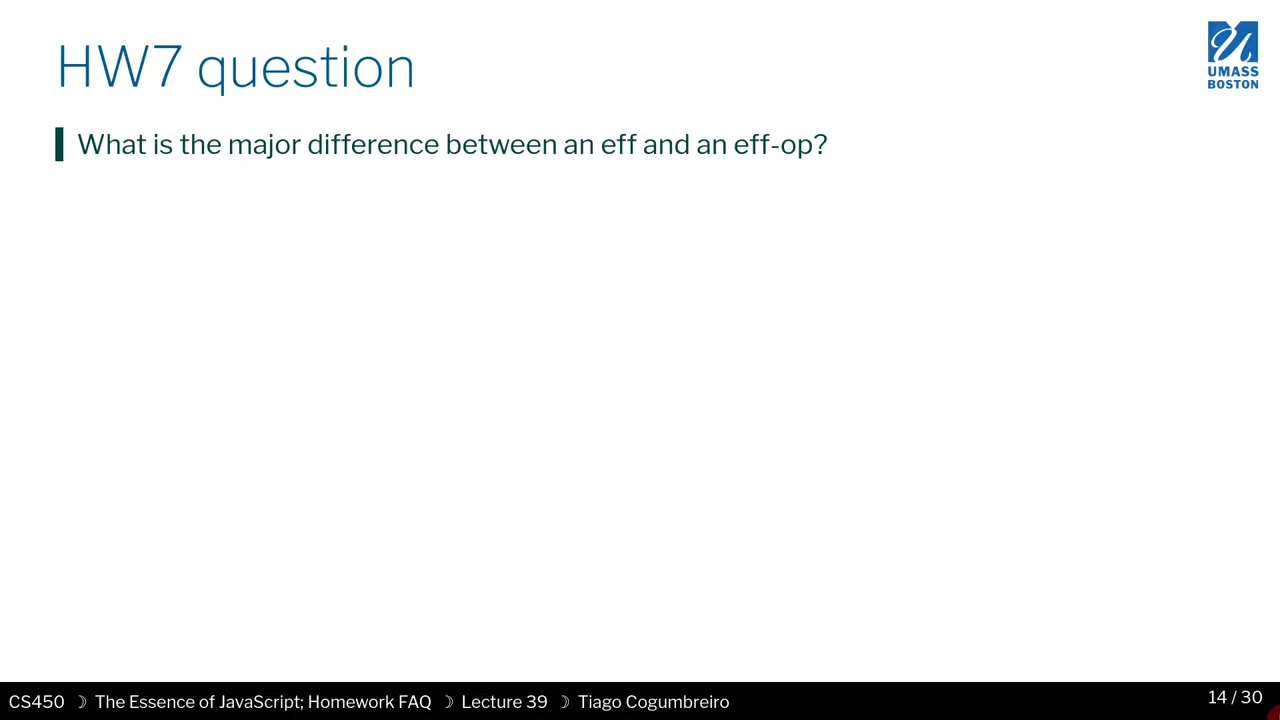 HW7 question
UMASS
BOSTON
What is the major difference between an eff and an eff-op?
CS450 ☽ The Essence of JavaScript; Homework FAQ ☽ Lecture 39 ☽ Tiago Cogumbreiro
14 / 30